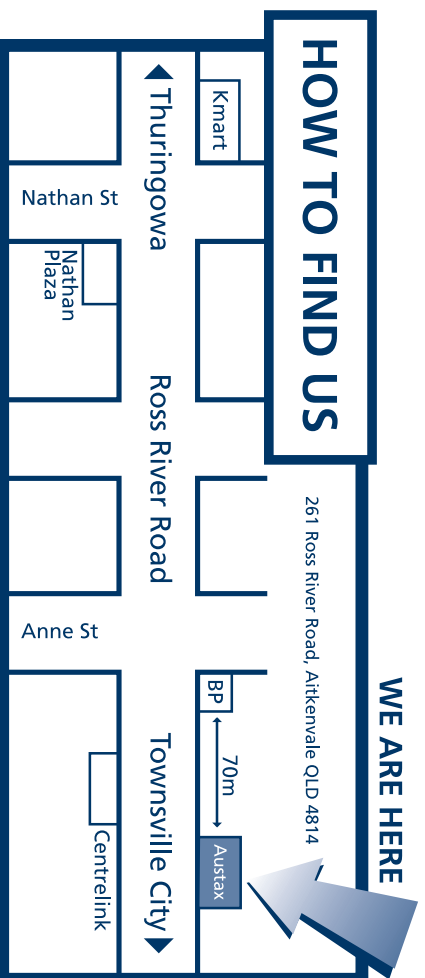 HOW TO FIND US
261 Ross River Road, Aitkenvale QLD 4814
WE ARE HERE
Kmart
BP
70m
Austax
Thuringowa
Ross River Road
Townsville City
Nathan St
Nathan
Plaza
Anne St
Centrelink